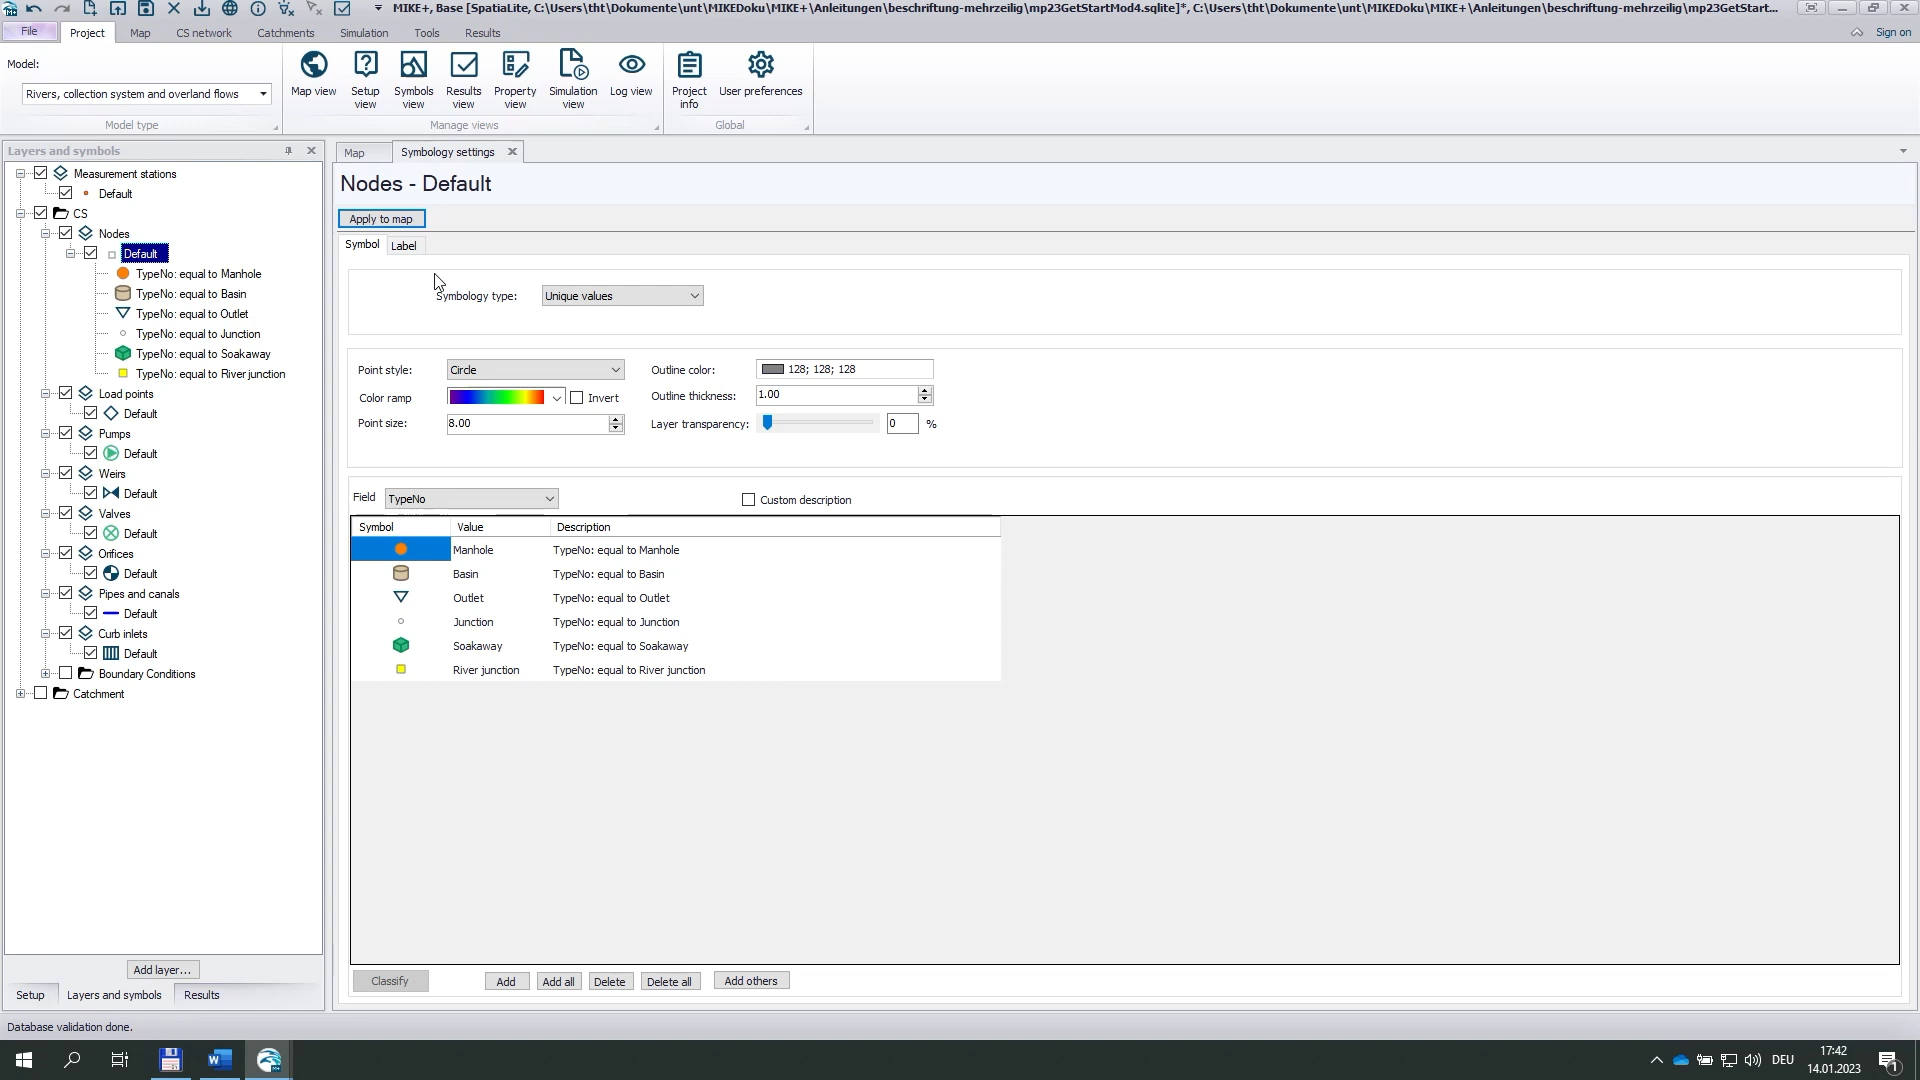 MIKE+, Base [SpatiaLite, C:\Users\tht\Dokumente\unt\MIKEDoku\MIKE+\Anleitungen\beschriftung-mehrzeilig\mp23GetStartMod4.sqlite]*, C:\Users\tht\Dokumente\unt\MIKEDoku\MIKE+\Anleitungen\beschriftung-mehrzeilig\mp23GetStart...
File Project Map CS network Catchments Simulation Tools Results Sign on
Model:
Rivers, collection system and overland flows
Model type
Map view
Setup view
Symbols view
Results view
Property view
Simulation view
Log view
Manage views
Project info
User preferences
Global
Layers and symbols
Measurement stations
Default
CS
Nodes
Default
TypeNo: equal to Manhole
TypeNo: equal to Basin
TypeNo: equal to Outlet
TypeNo: equal to Junction
TypeNo: equal to Soakaway
TypeNo: equal to River junction
Load points
Default
Pumps
Default
Weirs
Default
Valves
Default
Orifices
Default
Pipes and canals
Default
Curb inlets
Default
Boundary Conditions
Catchment
Add layer...
Setup Layers and symbols Results
Map Symbology settings
Nodes - Default
Apply to map
Symbol Label
Symbology type: Unique values
Point style: Circle Outline color: 128; 128; 128
Color ramp Invert Outline thickness: 1.00
Point size: 8.00 Layer transparency: 0 %
Field TypeNo Custom description
Symbol Value Description
Manhole TypeNo: equal to Manhole
Basin TypeNo: equal to Basin
Outlet TypeNo: equal to Outlet
Junction TypeNo: equal to Junction
Soakaway TypeNo: equal to Soakaway
River junction TypeNo: equal to River junction
Classify Add Add all Delete Delete all Add others
Database validation done.
DEU
17:42
14.01.2023
1